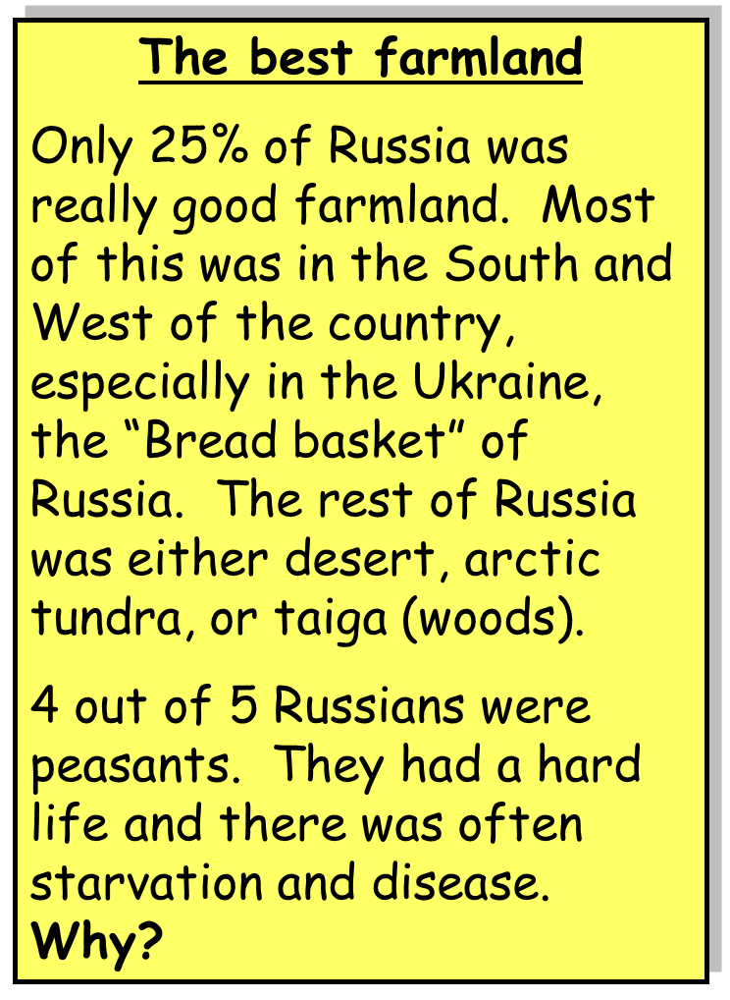 The best farmland
Only 25% of Russia was
really good farmland.  Most
of this was in the South and
West of the country,
especially in the Ukraine,
the “Bread basket” of
Russia.  The rest of Russia
was either desert, arctic
tundra, or taiga (woods).
4 out of 5 Russians were
peasants.  They had a hard
life and there was often
starvation and disease.
Why?